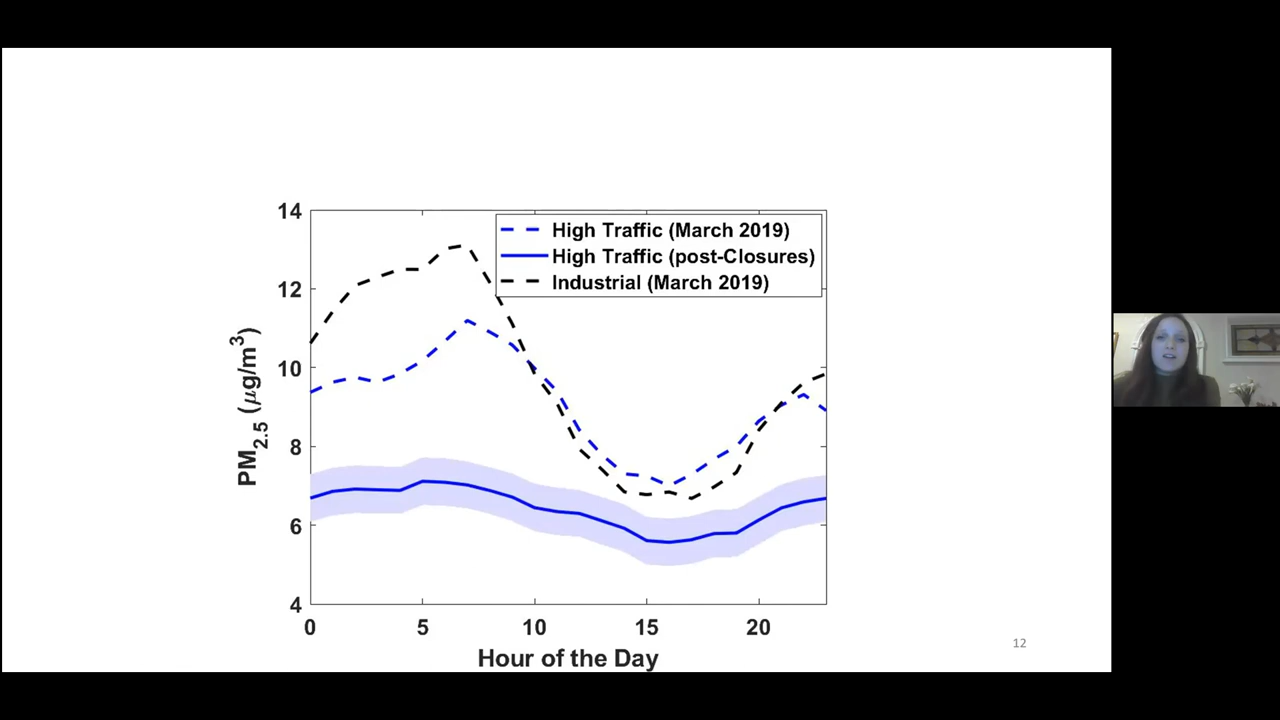 14
12
10
8
6
4
PM2.5 (μg/m3)
High Traffic (March 2019)
High Traffic (post-Closures)
Industrial (March 2019)
0 5 10 15 20
Hour of the Day
12